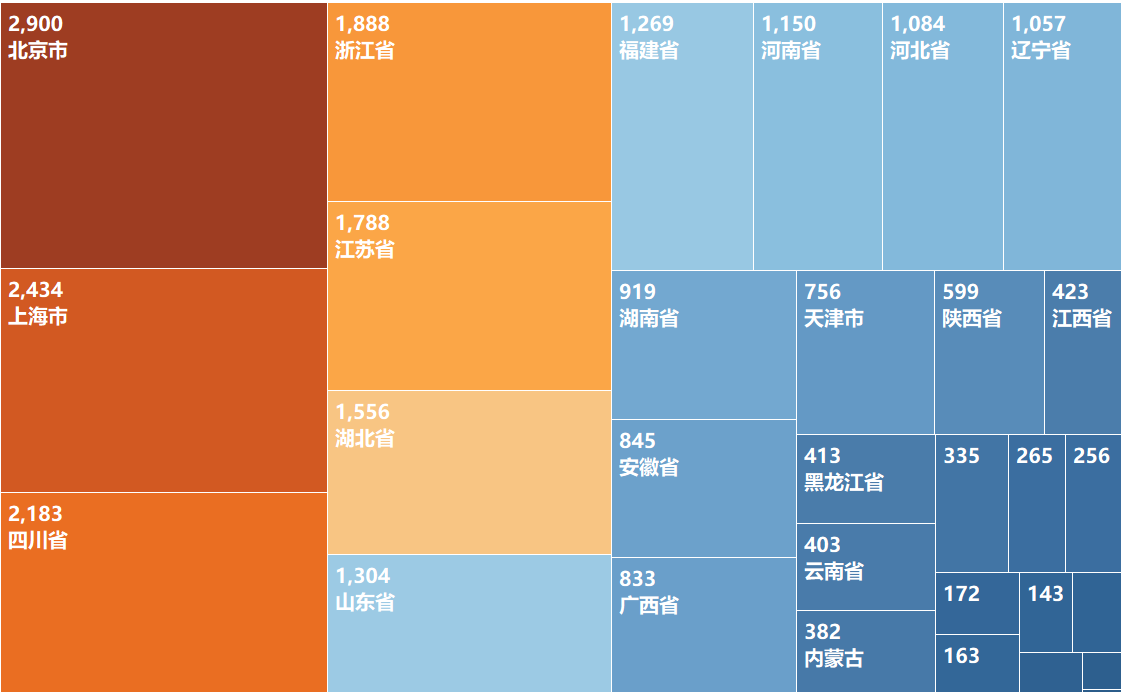 2,900
北京市
2,434
上海市
2,183
四川省
1,888
浙江省
1,788
江苏省
1,556
湖北省
1,304
山东省
1,269
福建省
1,150
河南省
1,084
河北省
1,057
辽宁省
919
湖南省
845
安徽省
833
广西省
756
天津市
599
陕西省
423
江西省
413
黑龙江省
403
云南省
382
内蒙古
335
265
256
172
163
143